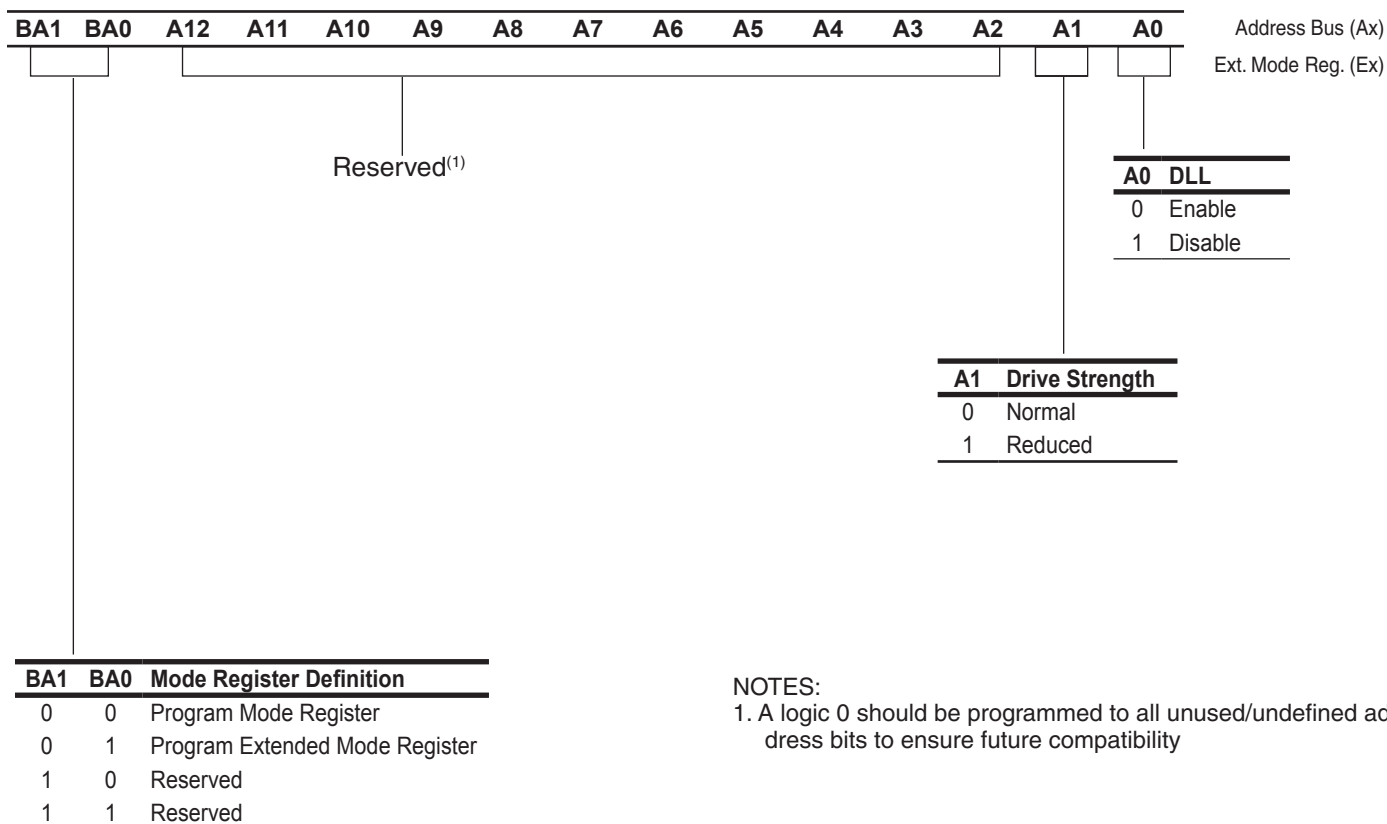 BA1 BA0 A12 A11 A10 A9 A8 A7 A6 A5 A4 A3 A2 A1 A0 Address Bus (Ax)
Ext. Mode Reg. (Ex)
Reserved(1)
A0 DLL
0 Enable
1 Disable
A1 Drive Strength
0 Normal
1 Reduced
BA1 BA0 Mode Register Definition
0 0 Program Mode Register
0 1 Program Extended Mode Register
1 0 Reserved
1 1 Reserved
NOTES:
1. A logic 0 should be programmed to all unused/undefined ad
dress bits to ensure future compatibility